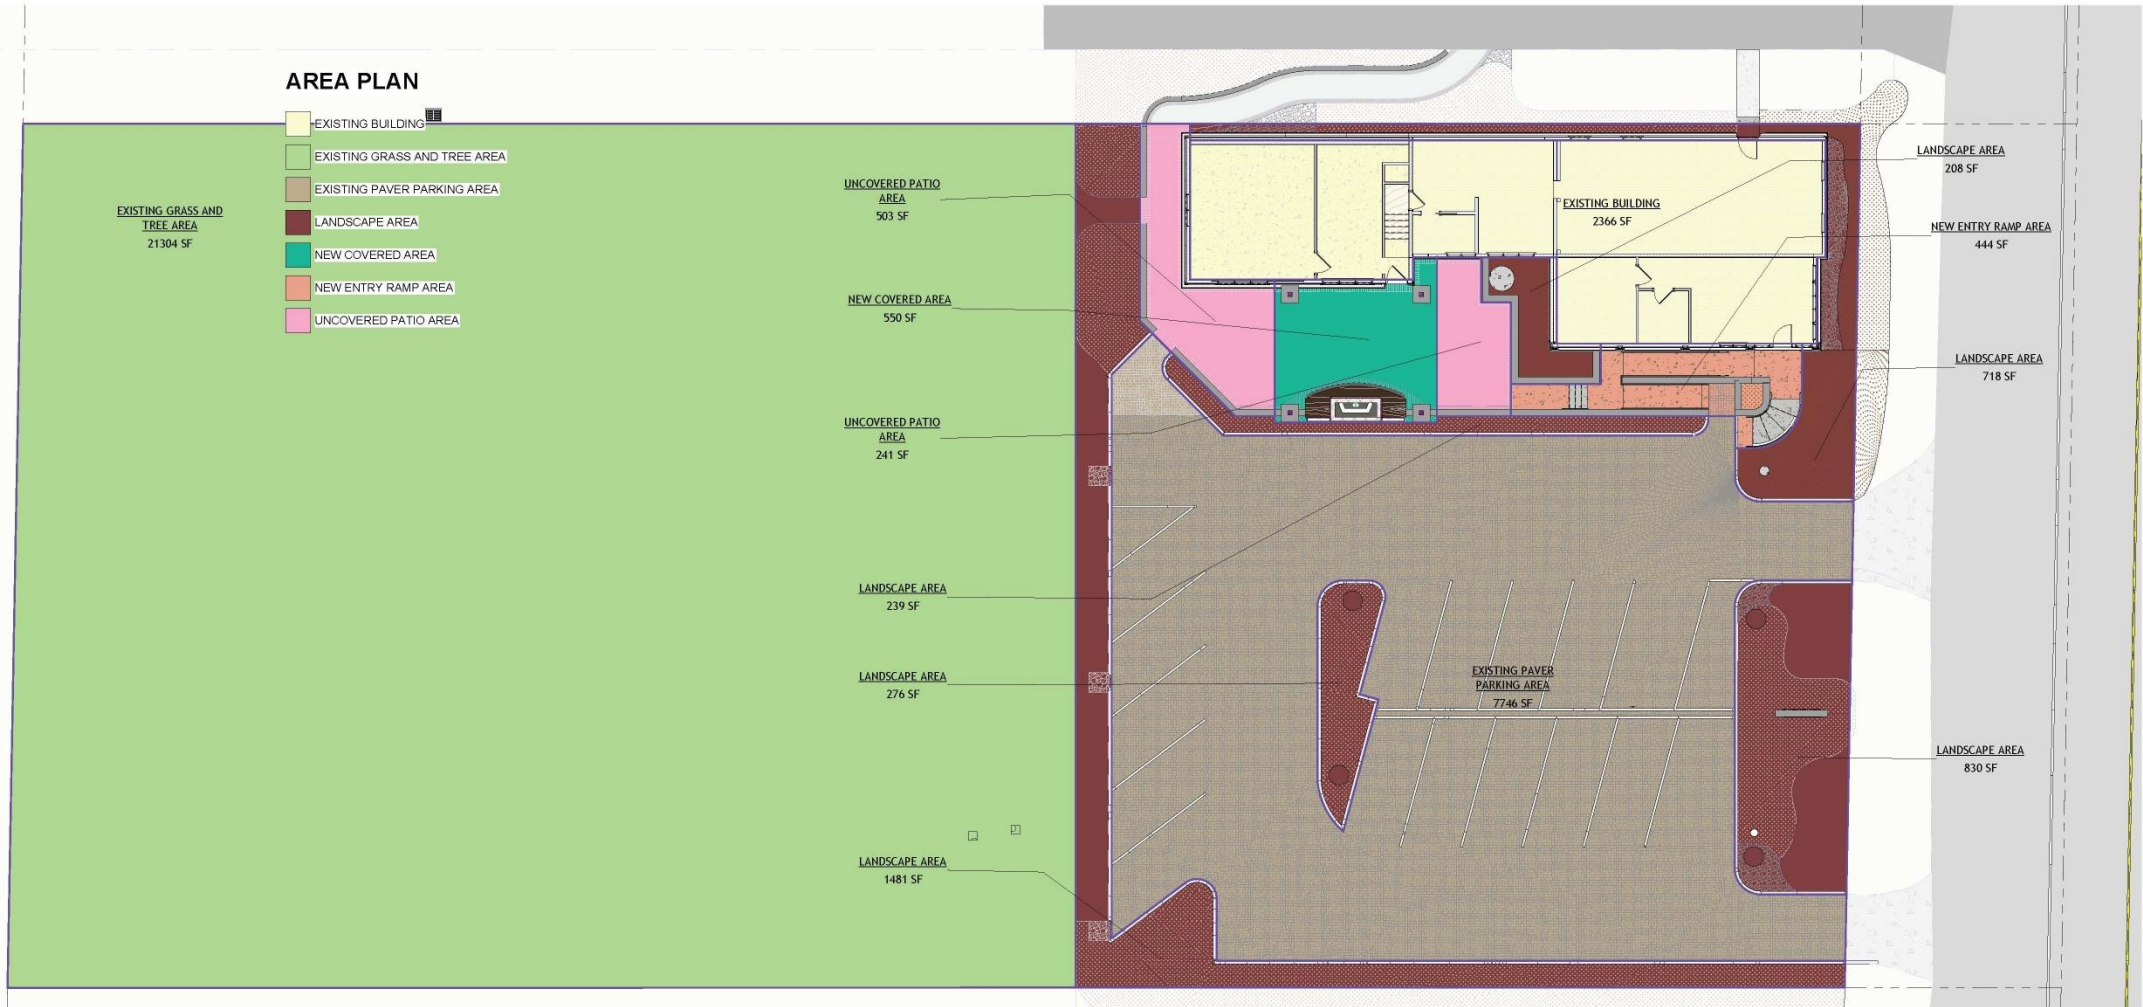 AREA PLAN
EXISTING BUILDING
EXISTING GRASS AND TREE AREA
EXISTING PAVER PARKING AREA
LANDSCAPE AREA
NEW COVERED AREA
NEW ENTRY RAMP AREA
UNCOVERED PATIO AREA
EXISTING GRASS AND
TREE AREA
21304 SF
UNCOVERED PATIO
AREA
503 SF
NEW COVERED AREA
550 SF
UNCOVERED PATIO
AREA
241 SF
LANDSCAPE AREA
239 SF
LANDSCAPE AREA
276 SF
LANDSCAPE AREA
1481 SF
EXISTING BUILDING
2366 SF
EXISTING PAVER
PARKING AREA
7746 SF
LANDSCAPE AREA
208 SF
NEW ENTRY RAMP AREA
444 SF
LANDSCAPE AREA
718 SF
LANDSCAPE AREA
830 SF